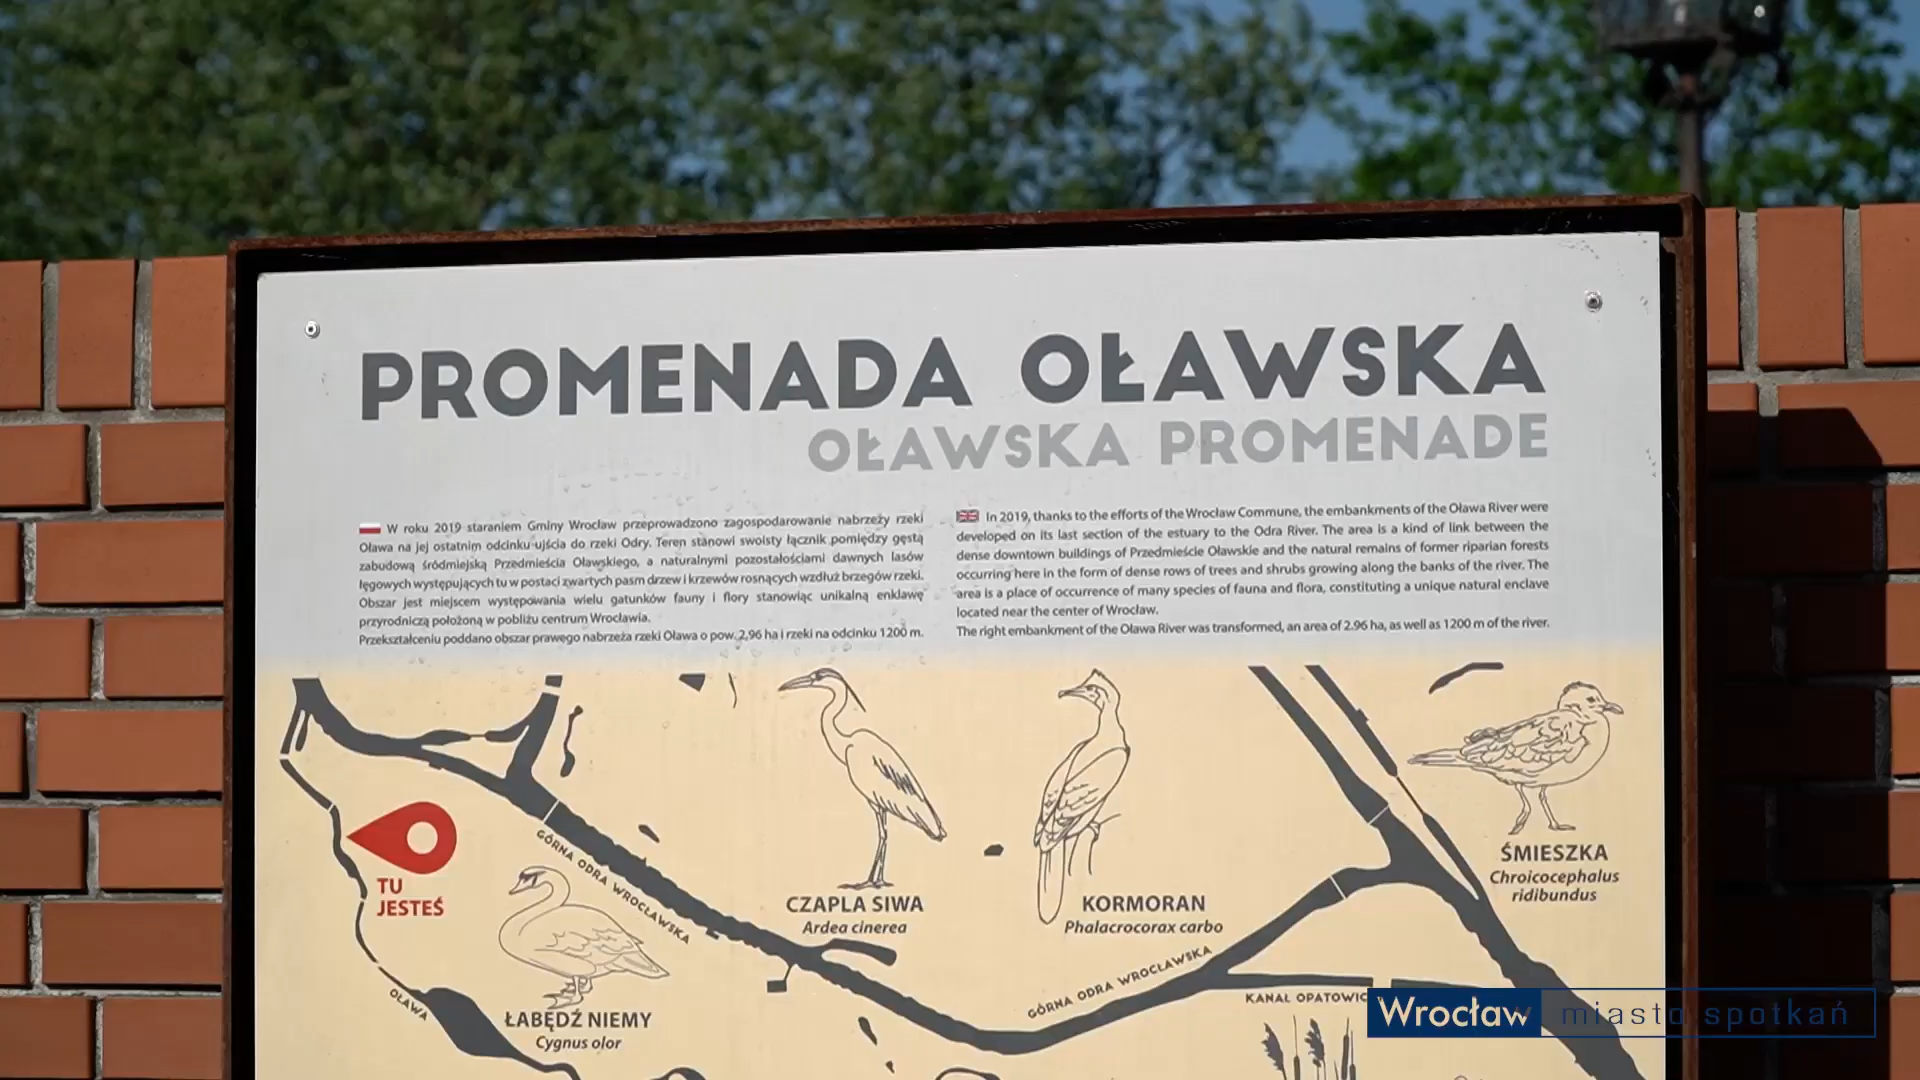 PROMENADA OŁAWSKA
OŁAWSKA PROMENADE
W roku 2019 staraniem Gminy Wrocław przeprowadzono zagospodarowanie nabrzeży rzeki
Oława na jej ostatnim odcinku ujścia do rzeki Odry. Teren stanowi swoisty łącznik pomiędzy gęstą
zabudową śródmiejską Przedmieścia Oławskiego, a naturalnymi pozostałościami dawnych lasów
łęgowych występujących tu w postaci zwartych pasm drzew i krzewów rosnących wzdłuż brzegów rzeki.
Obszar jest miejscem występowania wielu gatunków fauny i flory stanowiąc unikalną enklawę
przyrodniczą położoną w pobliżu centrum Wrocławia.
Przekształceniu poddano obszar prawego nabrzeża rzeki Oława o pow. 2,96 ha i rzeki na odcinku 1200 m.
In 2019, thanks to the efforts of the Wrocław Commune, the embankments of the Oława River were
developed on its last section of the estuary to the Odra River. The area is a kind of link between the
dense downtown buildings of Przedmieście Oławskie and the natural remains of former riparian forests
occurring here in the form of dense rows of trees and shrubs growing along the banks of the river. The
area is a place of occurrence of many species of fauna and flora, constituting a unique natural enclave
located near the center of Wrocław.
The right embankment of the Oława River was transformed, an area of 2.96 ha, as well as 1200 m of the river.
TU
JESTEŚ
GÓRNA ODRA WROCŁAWSKA
CZAPLA SIWA
Ardea cinerea
KORMORAN
Phalacrocorax carbo
ŚMIESZKA
Chroicocephalus
ridibundus
GÓRNA ODRA WROCŁAWSKA
KANAŁ OPATOWIC
OŁAWA
ŁABĘDŹ NIEMY
Cygnus olor
Wrocław miasto spotkań